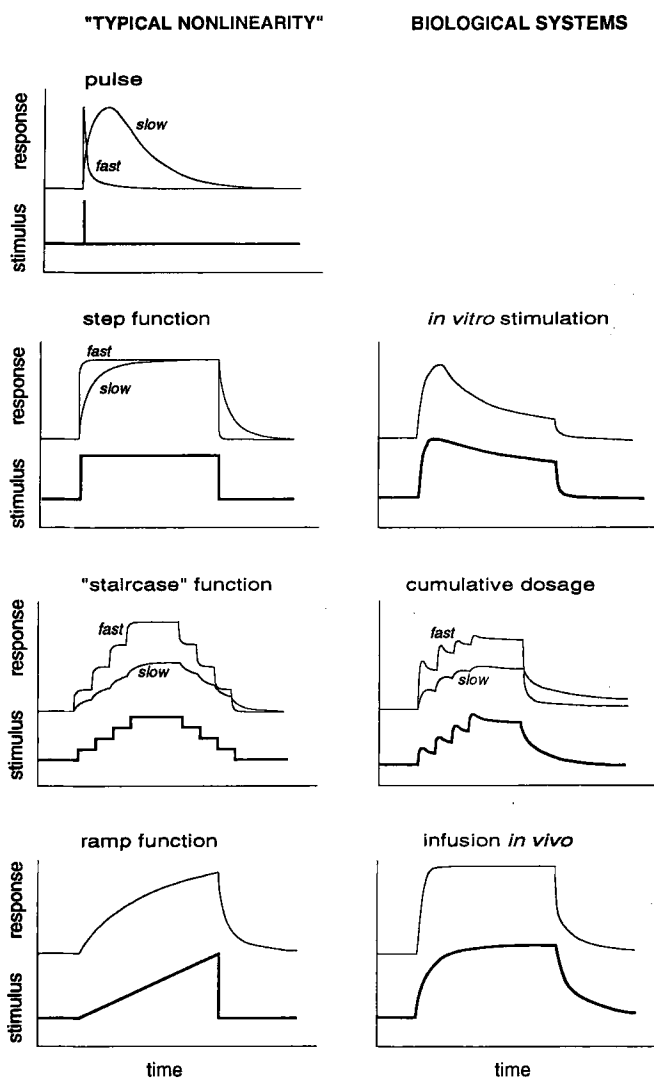 "TYPICAL NONLINEARITY" BIOLOGICAL SYSTEMS
pulse
response
slow
fast
stimulus
step function
response
fast
slow
stimulus
in vitro stimulation
"staircase" function
response
fast
slow
stimulus
cumulative dosage
fast
slow
ramp function
response
stimulus
time
infusion in vivo
time